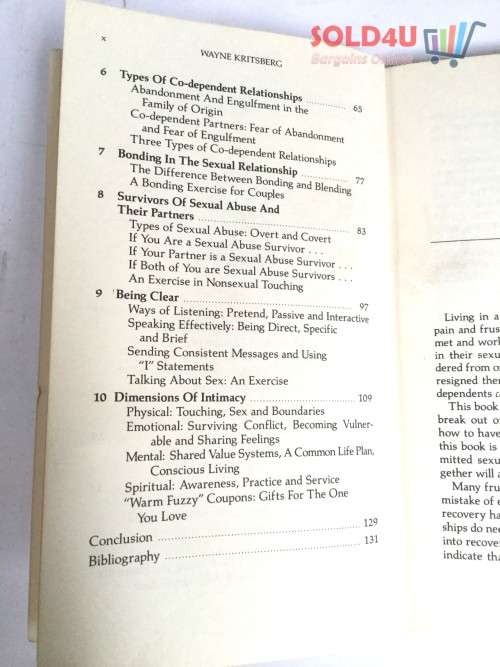 SOLD4U
Bargains Online
x
WAYNE KRITSBERG
6 Types Of Co-dependent Relationships .............. 65
Abandonment And Engulfment in the
Family of Origin
Co-dependent Partners: Fear of Abandonment
and Fear of Engulfment
Three Types of Co-dependent Relationships
7 Bonding In The Sexual Relationship .............. 77
The Difference Between Bonding and Blending
A Bonding Exercise for Couples
8 Survivors Of Sexual Abuse And
Their Partners .............. 83
Types of Sexual Abuse: Overt and Covert
If You Are a Sexual Abuse Survivor . . .
If Your Partner is a Sexual Abuse Survivor . . .
If Both of You are Sexual Abuse Survivors . . .
An Exercise in Nonsexual Touching
9 Being Clear .............. 97
Ways of Listening: Pretend, Passive and Interactive
Speaking Effectively: Being Direct, Specific
and Brief
Sending Consistent Messages and Using
"I" Statements
Talking About Sex: An Exercise
10 Dimensions Of Intimacy .............. 109
Physical: Touching, Sex and Boundaries
Emotional: Surviving Conflict, Becoming Vulner-
able and Sharing Feelings
Mental: Shared Value Systems, A Common Life Plan,
Conscious Living
Spiritual: Awareness, Practice and Service
"Warm Fuzzy" Coupons: Gifts For The One
You Love
Conclusion .............. 129
Bibliography .............. 131
Living in a
pain and frus
met and work
in their sexu
dered from o
resigned ther
dependents c
This book
break out of
how to have
this book is
mitted sexu
gether will a
Many fru
mistake of e
recovery ha
ships do nee
into recover
indicate tha